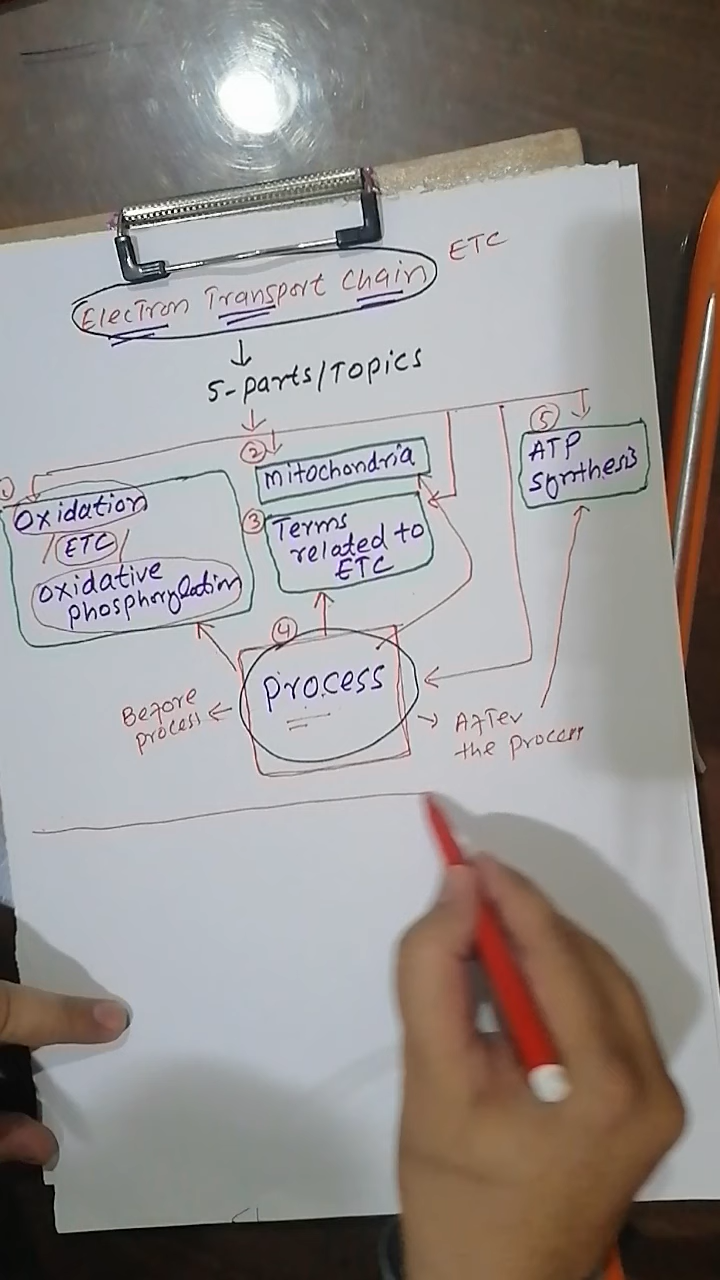 Electron Transport Chain
ETC
5-parts/Topics
1
Oxidation
/ETC/
oxidative
phosphorylation
2
Mitochondria
3
Terms
related to
ETC
4
process
5
ATP
synthesis
Before
process
After
the process